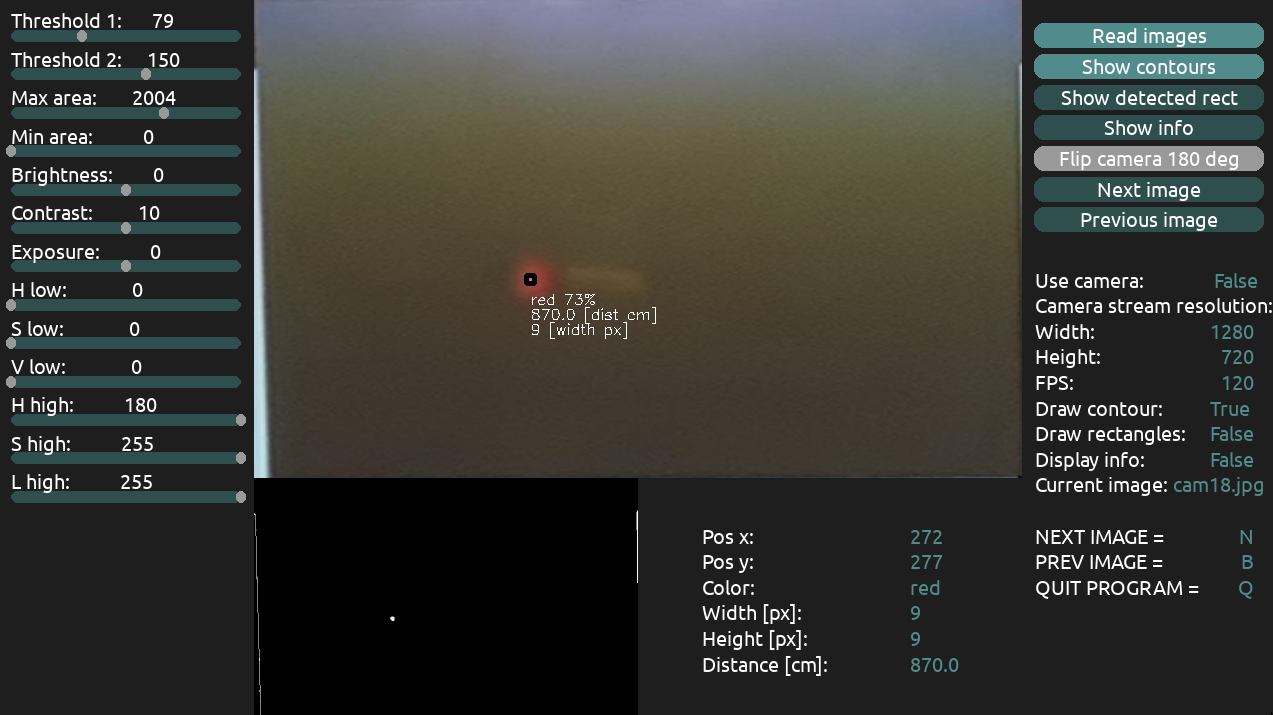 Threshold 1: 79
Threshold 2: 150
Max area: 2004
Min area: 0
Brightness: 0
Contrast: 10
Exposure: 0
H low: 0
S low: 0
V low: 0
H high: 180
S high: 255
L high: 255
red 73%
870.0 [dist cm]
9 [width px]
Pos x: 272
Pos y: 277
Color: red
Width [px]: 9
Height [px]: 9
Distance [cm]: 870.0
Read images
Show contours
Show detected rect
Show info
Flip camera 180 deg
Next image
Previous image
Use camera: False
Camera stream resolution:
Width: 1280
Height: 720
FPS: 120
Draw contour: True
Draw rectangles: False
Display info: False
Current image: cam18.jpg
NEXT IMAGE = N
PREV IMAGE = B
QUIT PROGRAM = Q